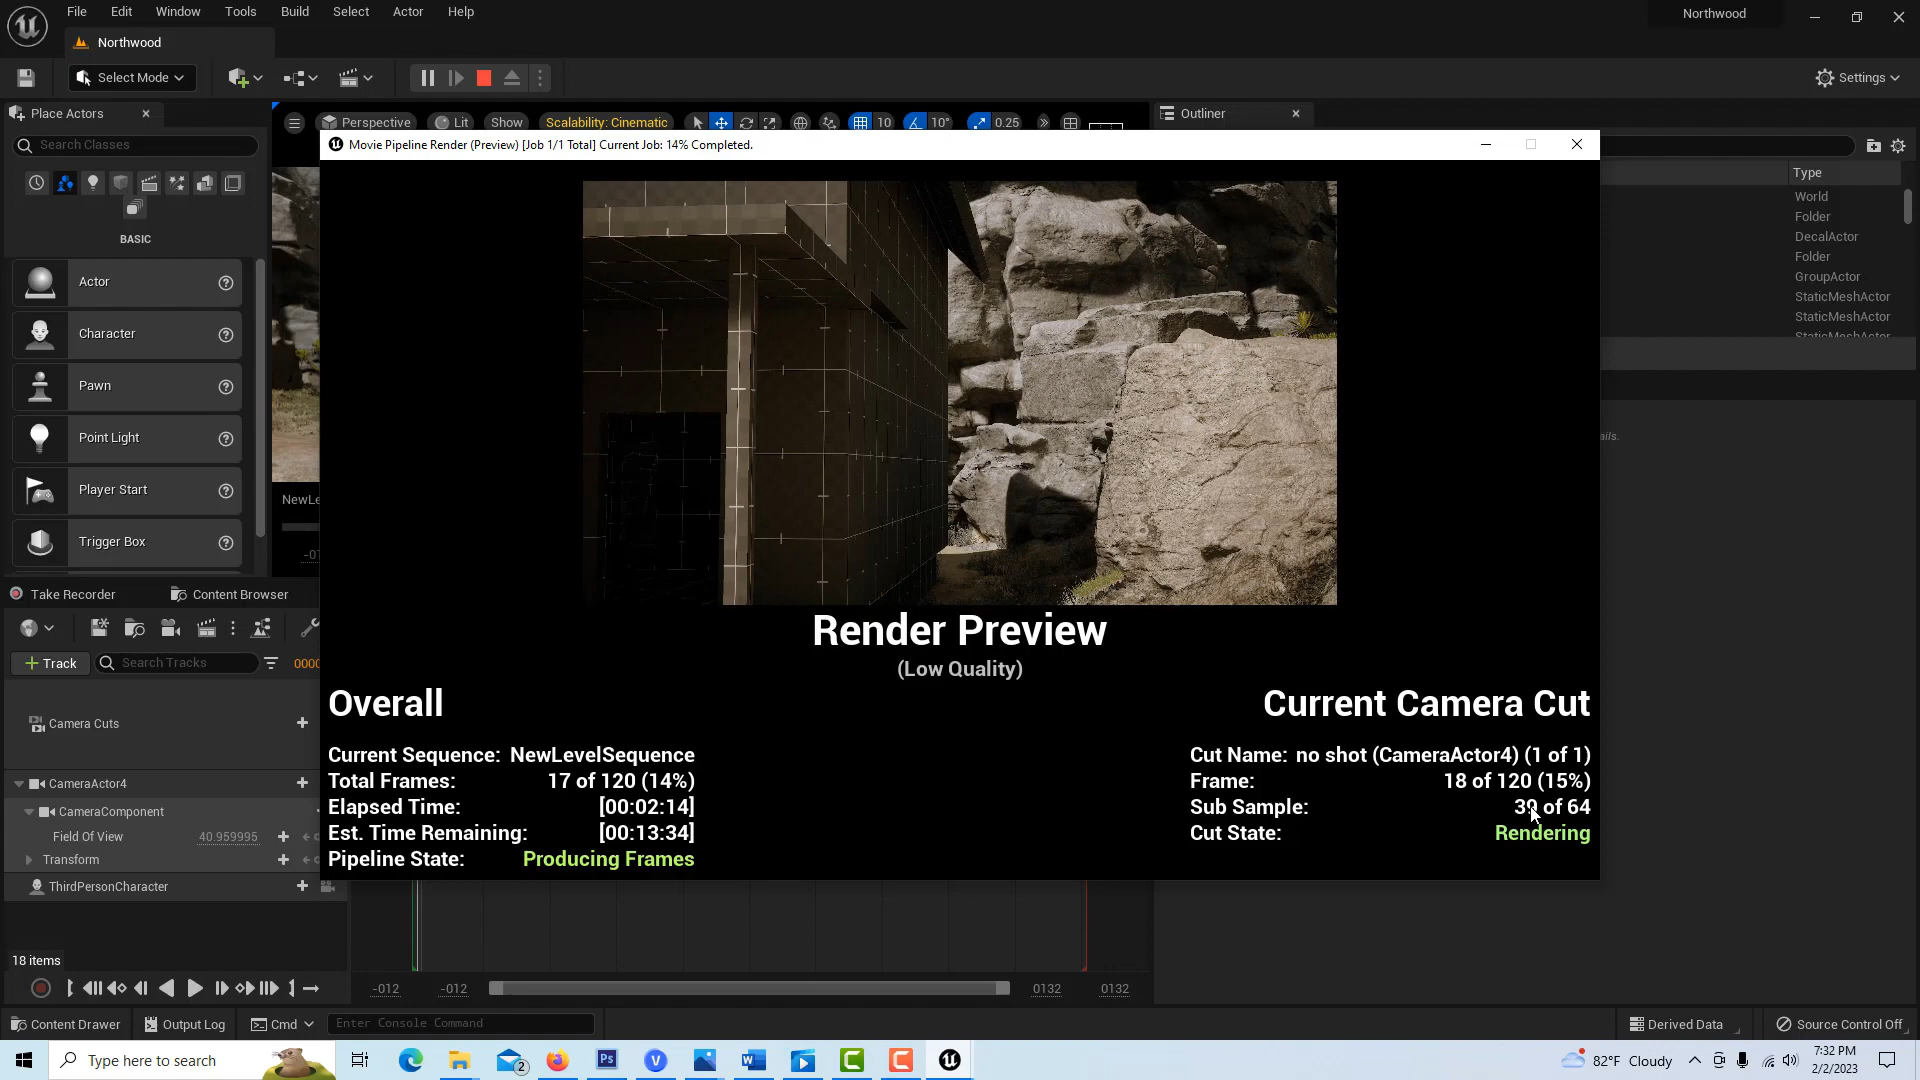 File Edit Window Tools Build Select Actor Help
Northwood
Northwood
Select Mode
Settings
Place Actors
Perspective Lit Show Scalability: Cinematic 10 10° 0.25
Outliner
Search Classes
Movie Pipeline Render (Preview) [Job 1/1 Total] Current Job: 14% Completed.
Type
World
Folder
DecalActor
Folder
GroupActor
StaticMeshActor
StaticMeshActor
StaticMeshActor
BASIC
Actor
Character
Pawn
Point Light
Player Start
Trigger Box
NewLe
ails.
Render Preview
(Low Quality)
Overall
Current Sequence: NewLevelSequence
Total Frames: 17 of 120 (14%)
Elapsed Time: [00:02:14]
Est. Time Remaining: [00:13:34]
Pipeline State: Producing Frames
Current Camera Cut
Cut Name: no shot (CameraActor4) (1 of 1)
Frame: 18 of 120 (15%)
Sub Sample: 39 of 64
Cut State: Rendering
Take Recorder Content Browser
Track Search Tracks 0000
Camera Cuts
CameraActor4
CameraComponent
Field Of View 40.959995
Transform
ThirdPersonCharacter
18 items
-012 -012 0132 0132
Content Drawer Output Log Cmd Enter Console Command
Derived Data Source Control Off
Type here to search
2
82°F Cloudy
7:32 PM
2/2/2023